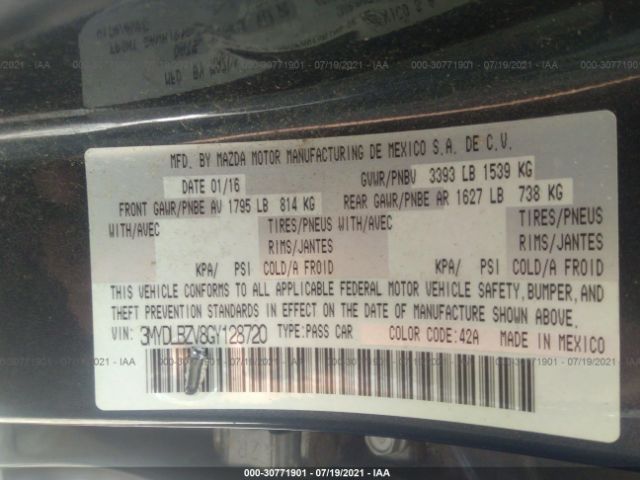 000-30771901 - 07/19/2021 - IAA
MFD. BY MAZDA MOTOR MANUFACTURING DE MEXICO S.A. DE C.V.
DATE 01/16 GVWR/PNBV 3393 LB 1539 KG
FRONT GAWR/PNBE AV 1795 LB 814 KG REAR GAWR/PNBE AR 1627 LB 738 KG
WITH/AVEC TIRES/PNEUS WITH/AVEC TIRES/PNEUS
RIMS/JANTES RIMS/JANTES
KPA/ PSI COLD/A FROID KPA/ PSI COLD/A FROID
THIS VEHICLE CONFORMS TO ALL APPLICABLE FEDERAL MOTOR VEHICLE SAFETY, BUMPER, AND
THEFT PREVENTION STANDARDS IN EFFECT ON THE DATE OF MANUFACTURE SHOWN ABOVE.
VIN: 3MYDLBZV8GY128720 TYPE:PASS CAR COLOR CODE:42A MADE IN MEXICO
000-30771901 - 07/19/2021 - IAA